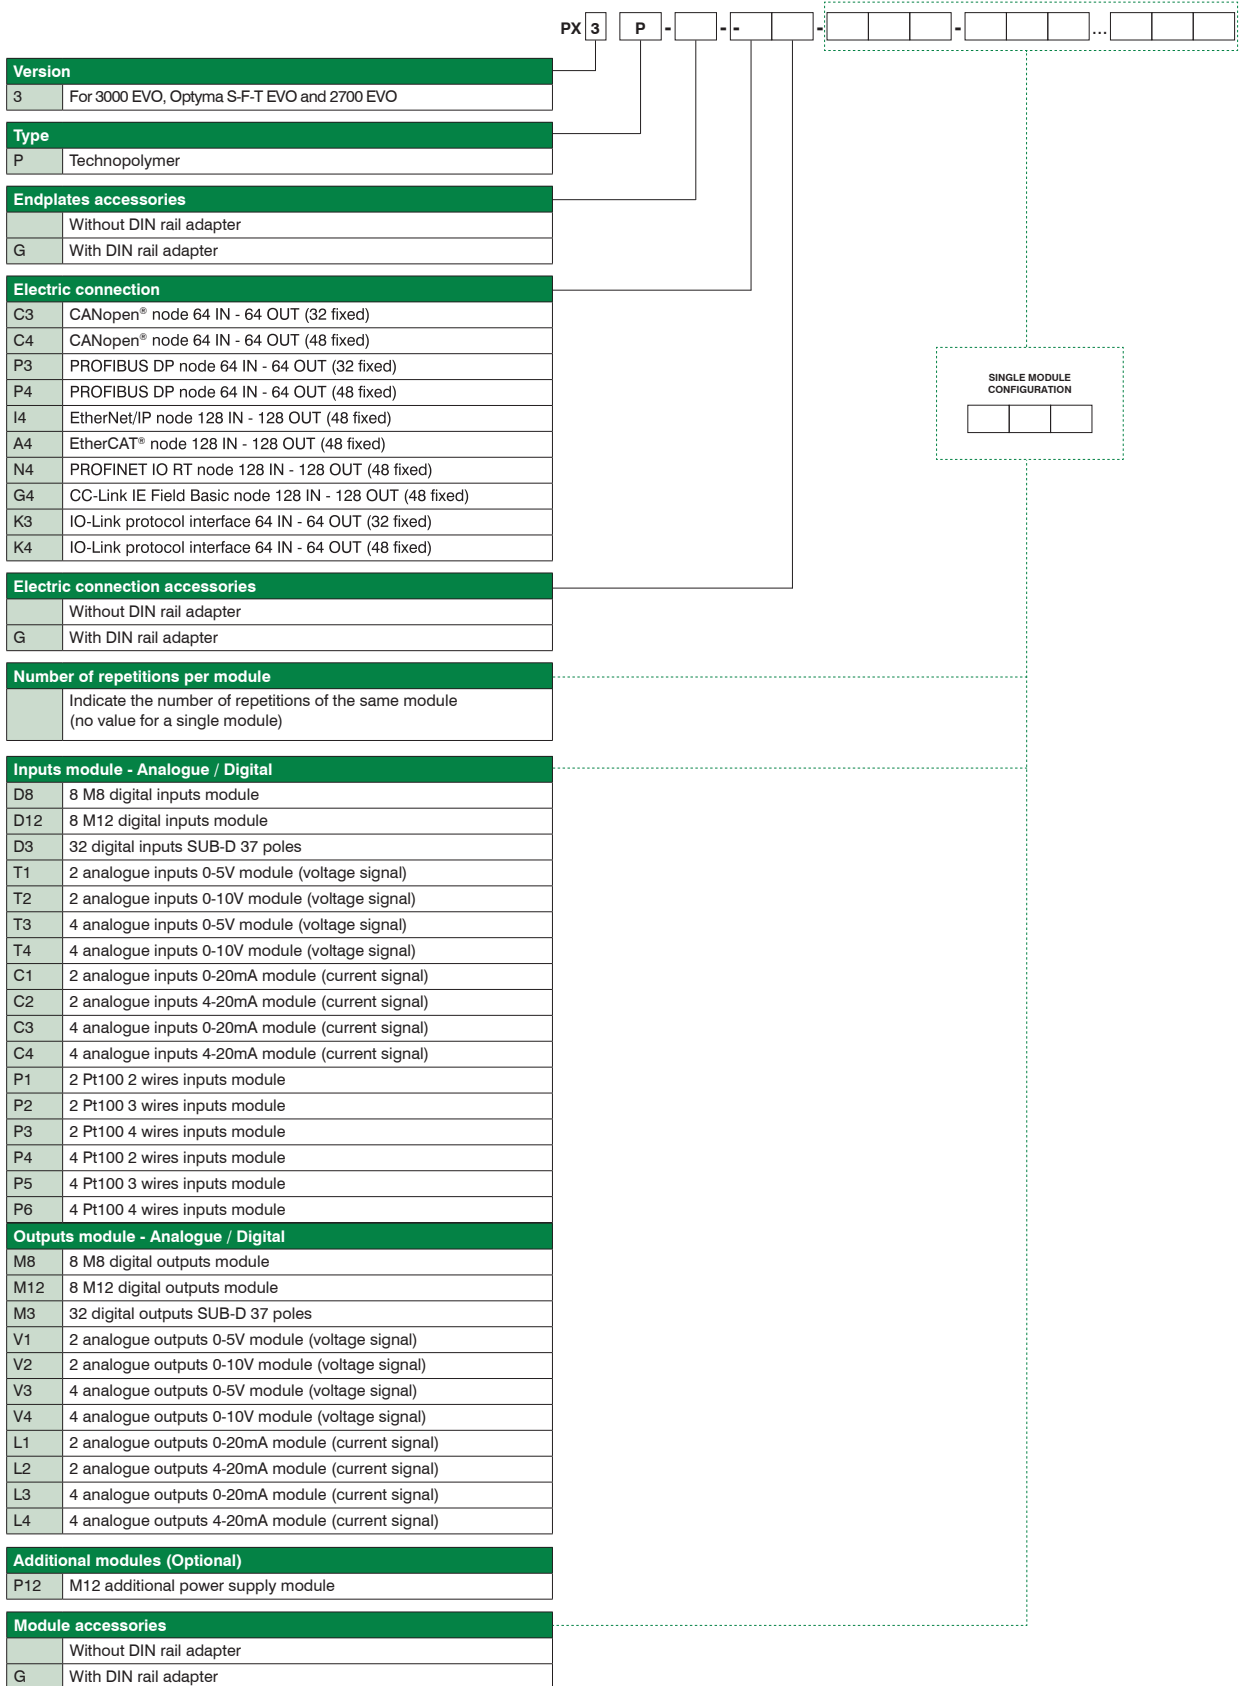 PX 3 P - - - - - ...
Version
3 For 3000 EVO, Optyma S-F-T EVO and 2700 EVO
Type
P Technopolymer
Endplates accessories
Without DIN rail adapter
G With DIN rail adapter
Electric connection
C3 CANopen® node 64 IN - 64 OUT (32 fixed)
C4 CANopen® node 64 IN - 64 OUT (48 fixed)
P3 PROFIBUS DP node 64 IN - 64 OUT (32 fixed)
P4 PROFIBUS DP node 64 IN - 64 OUT (48 fixed)
I4 EtherNet/IP node 128 IN - 128 OUT (48 fixed)
A4 EtherCAT® node 128 IN - 128 OUT (48 fixed)
N4 PROFINET IO RT node 128 IN - 128 OUT (48 fixed)
G4 CC-Link IE Field Basic node 128 IN - 128 OUT (48 fixed)
K3 IO-Link protocol interface 64 IN - 64 OUT (32 fixed)
K4 IO-Link protocol interface 64 IN - 64 OUT (48 fixed)
SINGLE MODULE
CONFIGURATION
Electric connection accessories
Without DIN rail adapter
G With DIN rail adapter
Number of repetitions per module
Indicate the number of repetitions of the same module
(no value for a single module)
Inputs module - Analogue / Digital
D8 8 M8 digital inputs module
D12 8 M12 digital inputs module
D3 32 digital inputs SUB-D 37 poles
T1 2 analogue inputs 0-5V module (voltage signal)
T2 2 analogue inputs 0-10V module (voltage signal)
T3 4 analogue inputs 0-5V module (voltage signal)
T4 4 analogue inputs 0-10V module (voltage signal)
C1 2 analogue inputs 0-20mA module (current signal)
C2 2 analogue inputs 4-20mA module (current signal)
C3 4 analogue inputs 0-20mA module (current signal)
C4 4 analogue inputs 4-20mA module (current signal)
P1 2 Pt100 2 wires inputs module
P2 2 Pt100 3 wires inputs module
P3 2 Pt100 4 wires inputs module
P4 4 Pt100 2 wires inputs module
P5 4 Pt100 3 wires inputs module
P6 4 Pt100 4 wires inputs module
Outputs module - Analogue / Digital
M8 8 M8 digital outputs module
M12 8 M12 digital outputs module
M3 32 digital outputs SUB-D 37 poles
V1 2 analogue outputs 0-5V module (voltage signal)
V2 2 analogue outputs 0-10V module (voltage signal)
V3 4 analogue outputs 0-5V module (voltage signal)
V4 4 analogue outputs 0-10V module (voltage signal)
L1 2 analogue outputs 0-20mA module (current signal)
L2 2 analogue outputs 4-20mA module (current signal)
L3 4 analogue outputs 0-20mA module (current signal)
L4 4 analogue outputs 4-20mA module (current signal)
Additional modules (Optional)
P12 M12 additional power supply module
Module accessories
Without DIN rail adapter
G With DIN rail adapter